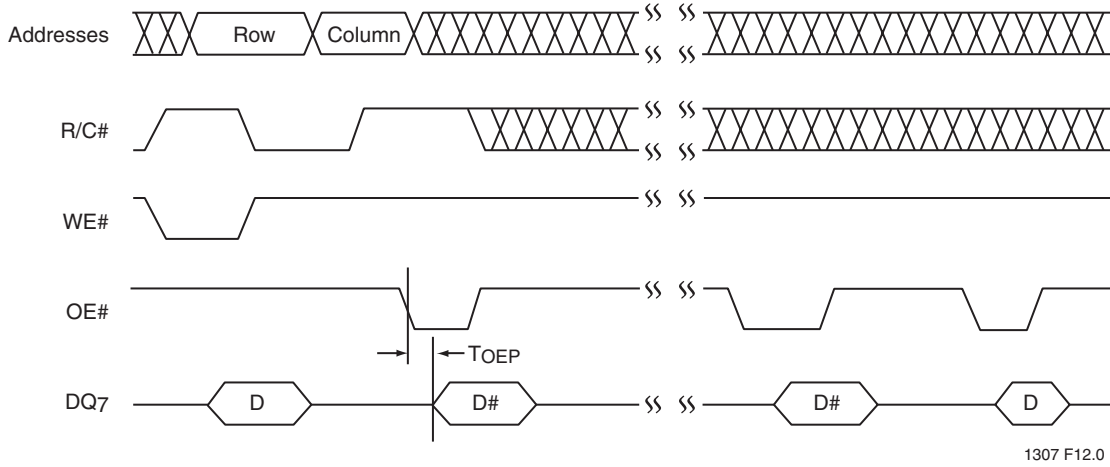 Addresses Row Column
R/C#
WE#
OE#
TOEP
DQ7 D D# D# D
1307 F12.0